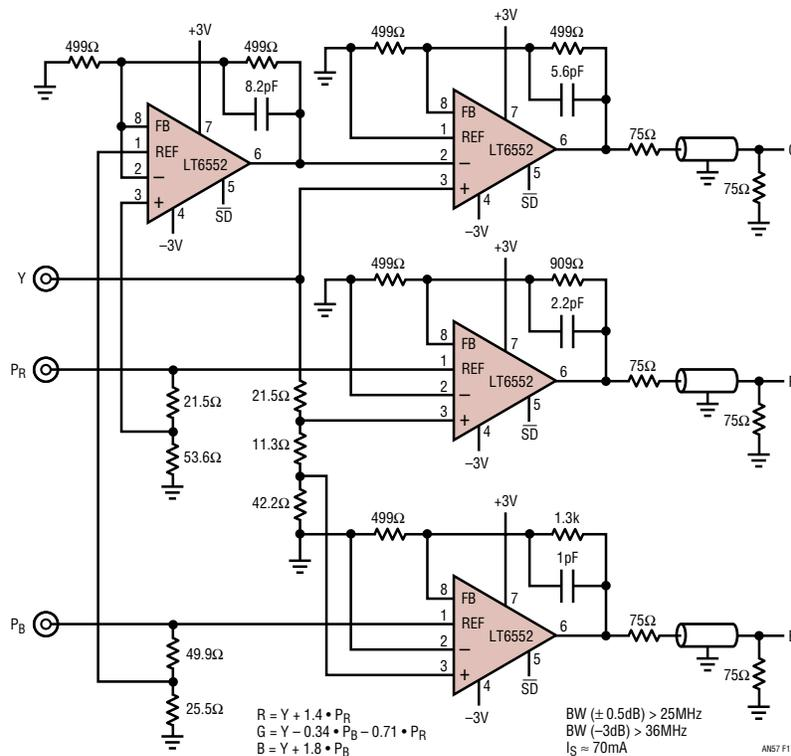 +3V
+3V
499Ω
499Ω
499Ω
499Ω
8.2pF
5.6pF
8
FB
7
1
REF
LT6552
6
2
−
3
+
5
4
SD
−3V
8
FB
7
1
REF
LT6552
6
2
−
3
+
5
4
SD
−3V
75Ω
75Ω
Y
+3V
499Ω
909Ω
2.2pF
8
FB
7
PR
1
REF
LT6552
6
2
−
3
+
5
4
SD
−3V
75Ω
75Ω
21.5Ω
53.6Ω
21.5Ω
11.3Ω
42.2Ω
+3V
499Ω
1.3k
1pF
8
FB
7
PB
1
REF
LT6552
6
2
−
3
+
5
4
SD
−3V
75Ω
75Ω
49.9Ω
25.5Ω
R = Y + 1.4 • PR
G = Y − 0.34 • PB − 0.71 • PR
B = Y + 1.8 • PB
BW (± 0.5dB) > 25MHz
BW (−3dB) > 36MHz
IS ≈ 70mA